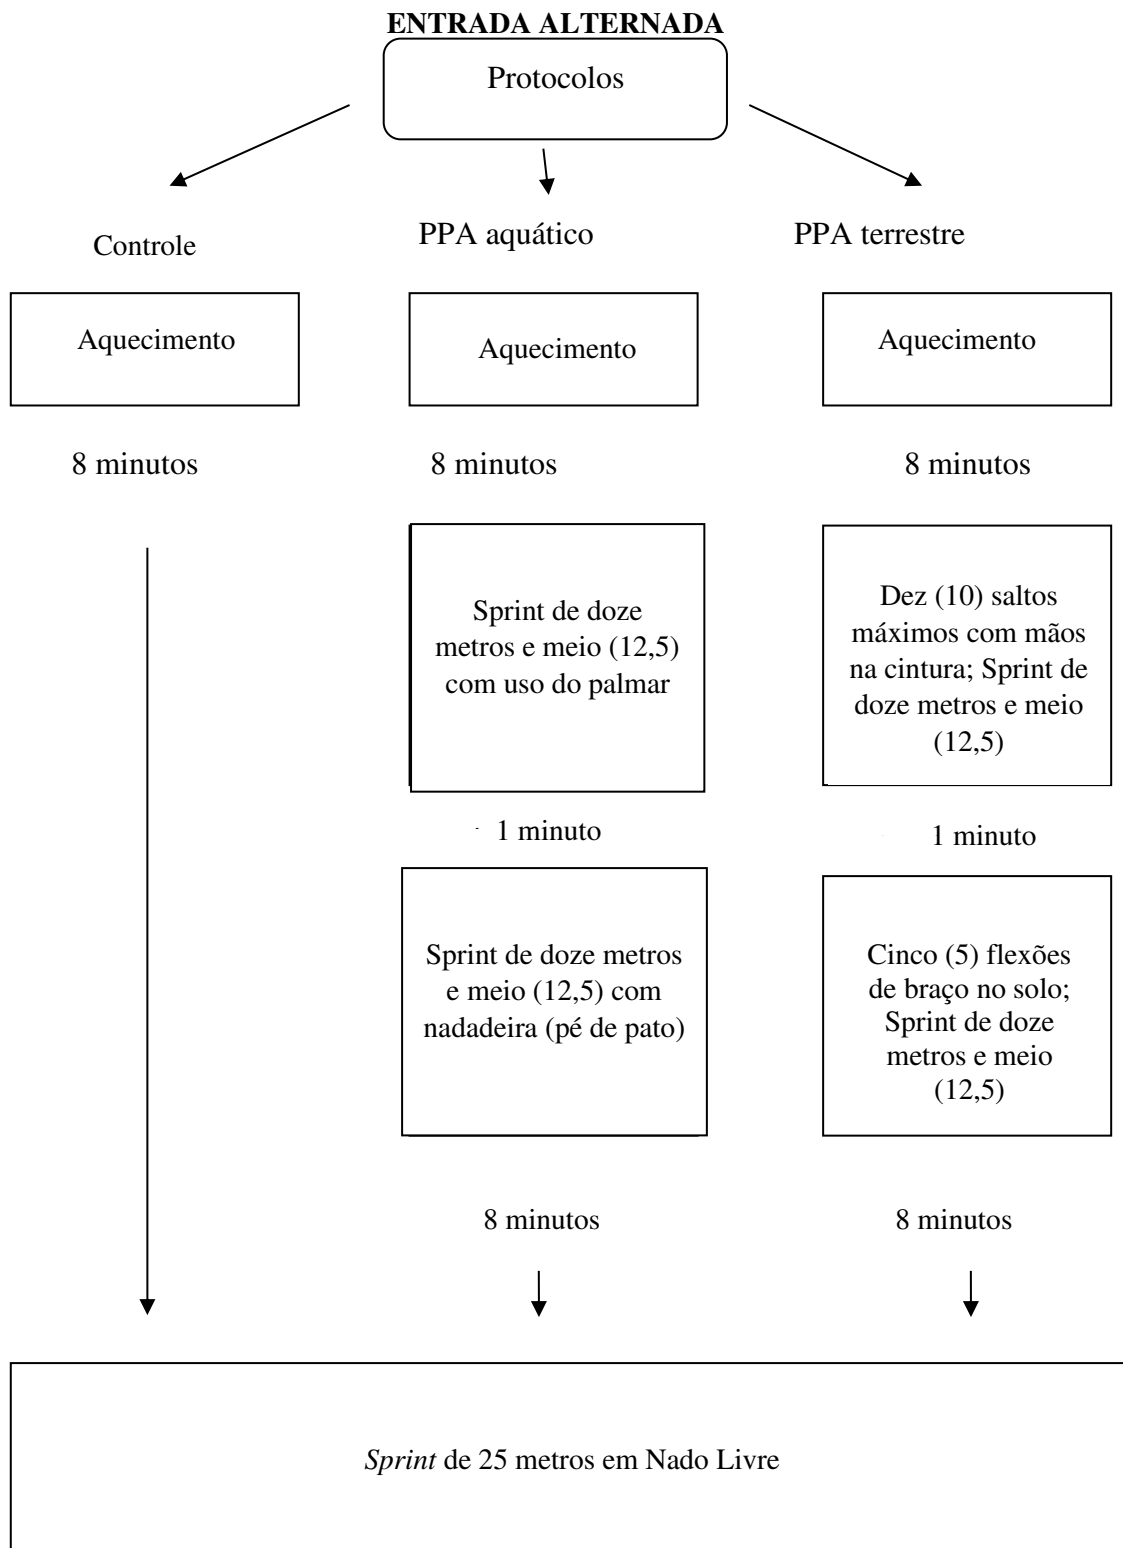 ENTRADA ALTERNADA
Protocolos
Controle
PPA aquático
PPA terrestre
Aquecimento
Aquecimento
Aquecimento
8 minutos
8 minutos
8 minutos
Sprint de doze
metros e meio (12,5)
com uso do palmar
Dez (10) saltos
máximos com mãos
na cintura; Sprint de
doze metros e meio
(12,5)
1 minuto
1 minuto
Sprint de doze metros
e meio (12,5) com
nadadeira (pé de pato)
Cinco (5) flexões
de braço no solo;
Sprint de doze
metros e meio
(12,5)
8 minutos
8 minutos
Sprint de 25 metros em Nado Livre